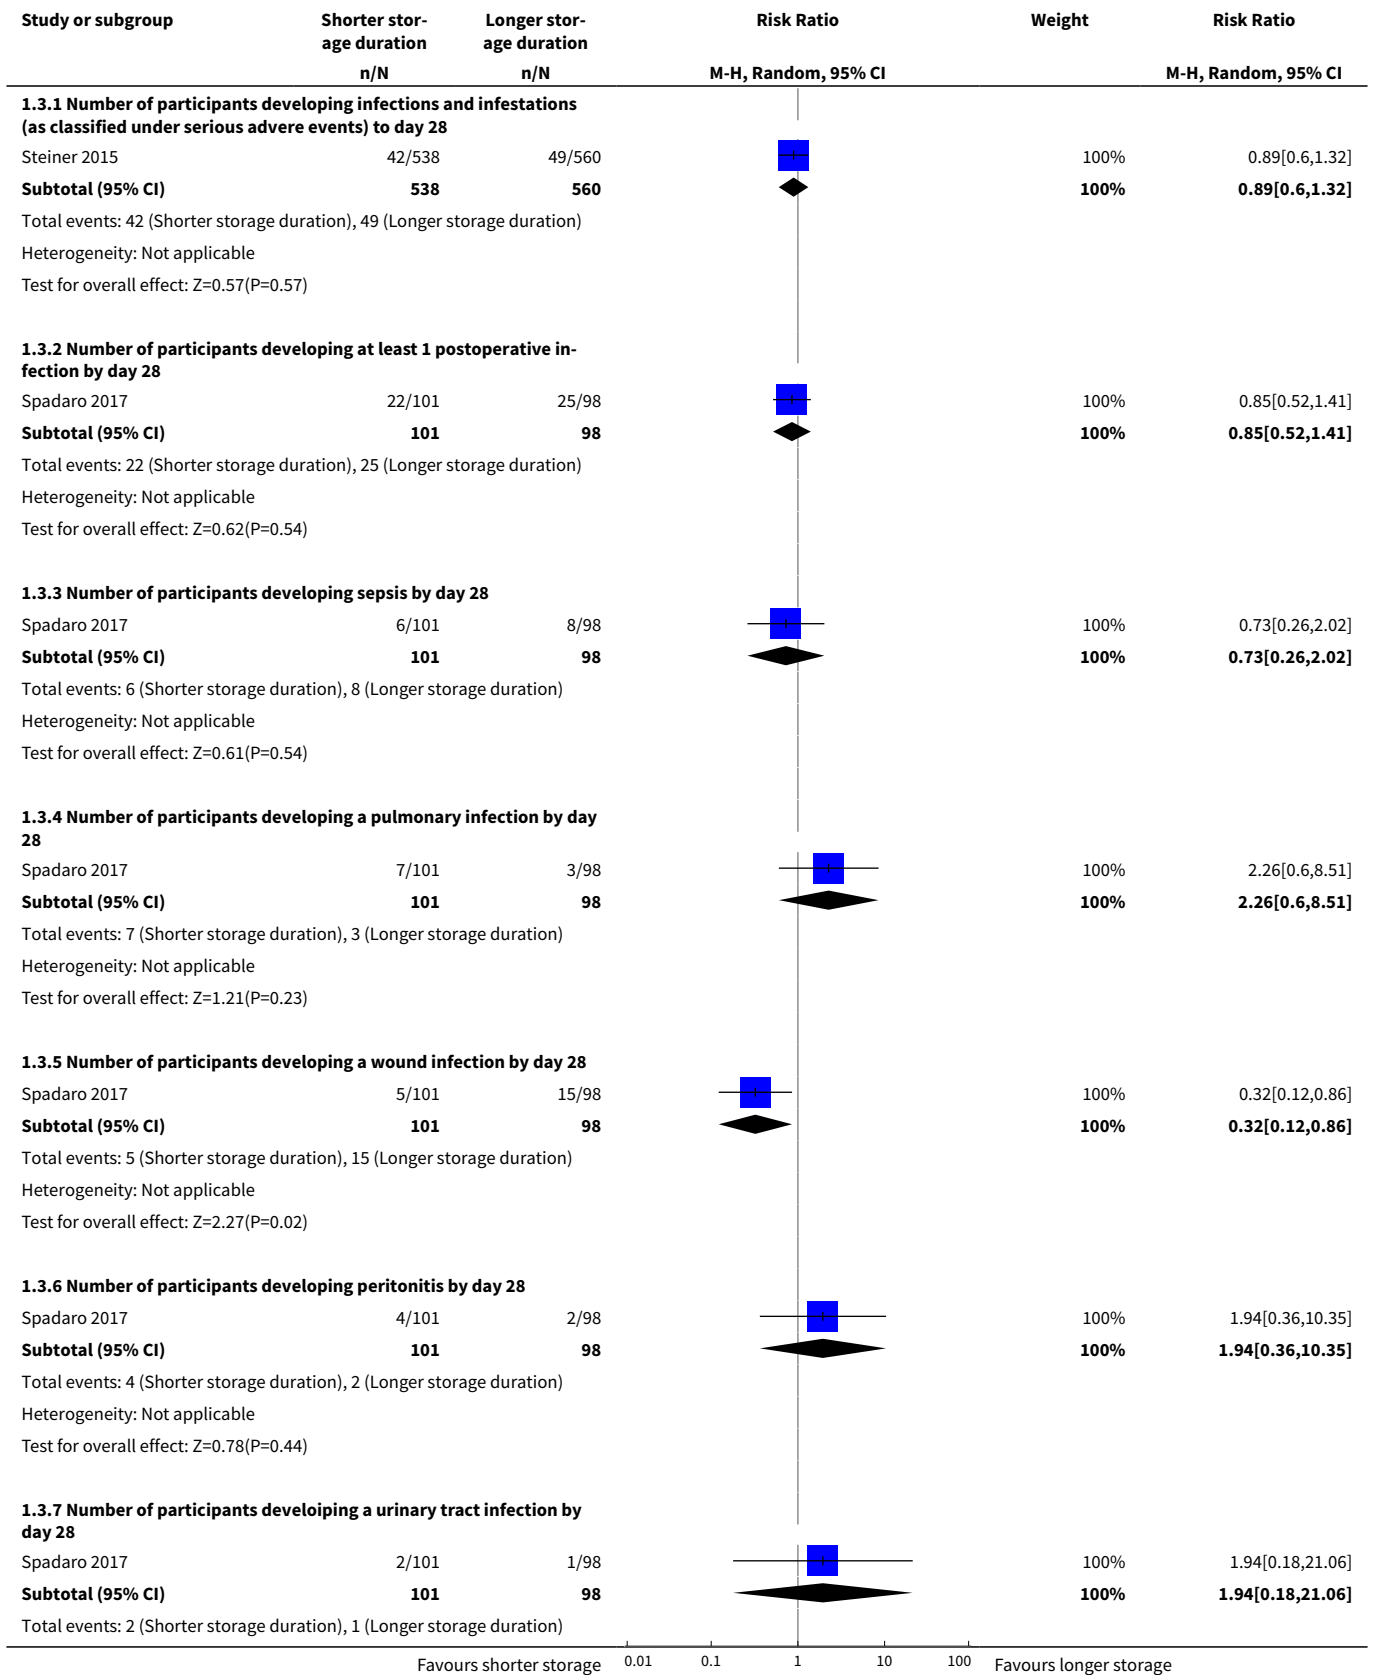 Study or subgroup Shorter stor- Longer stor- Risk Ratio Weight Risk Ratio
age duration age duration
n/N n/N M-H, Random, 95% CI M-H, Random, 95% CI
1.3.1 Number of participants developing infections and infestations
(as classified under serious advere events) to day 28
Steiner 2015 42/538 49/560 100% 0.89[0.6,1.32]
Subtotal (95% CI) 538 560 100% 0.89[0.6,1.32]
Total events: 42 (Shorter storage duration), 49 (Longer storage duration)
Heterogeneity: Not applicable
Test for overall effect: Z=0.57(P=0.57)
1.3.2 Number of participants developing at least 1 postoperative in-
fection by day 28
Spadaro 2017 22/101 25/98 100% 0.85[0.52,1.41]
Subtotal (95% CI) 101 98 100% 0.85[0.52,1.41]
Total events: 22 (Shorter storage duration), 25 (Longer storage duration)
Heterogeneity: Not applicable
Test for overall effect: Z=0.62(P=0.54)
1.3.3 Number of participants developing sepsis by day 28
Spadaro 2017 6/101 8/98 100% 0.73[0.26,2.02]
Subtotal (95% CI) 101 98 100% 0.73[0.26,2.02]
Total events: 6 (Shorter storage duration), 8 (Longer storage duration)
Heterogeneity: Not applicable
Test for overall effect: Z=0.61(P=0.54)
1.3.4 Number of participants developing a pulmonary infection by day
28
Spadaro 2017 7/101 3/98 100% 2.26[0.6,8.51]
Subtotal (95% CI) 101 98 100% 2.26[0.6,8.51]
Total events: 7 (Shorter storage duration), 3 (Longer storage duration)
Heterogeneity: Not applicable
Test for overall effect: Z=1.21(P=0.23)
1.3.5 Number of participants developing a wound infection by day 28
Spadaro 2017 5/101 15/98 100% 0.32[0.12,0.86]
Subtotal (95% CI) 101 98 100% 0.32[0.12,0.86]
Total events: 5 (Shorter storage duration), 15 (Longer storage duration)
Heterogeneity: Not applicable
Test for overall effect: Z=2.27(P=0.02)
1.3.6 Number of participants developing peritonitis by day 28
Spadaro 2017 4/101 2/98 100% 1.94[0.36,10.35]
Subtotal (95% CI) 101 98 100% 1.94[0.36,10.35]
Total events: 4 (Shorter storage duration), 2 (Longer storage duration)
Heterogeneity: Not applicable
Test for overall effect: Z=0.78(P=0.44)
1.3.7 Number of participants develoiping a urinary tract infection by
day 28
Spadaro 2017 2/101 1/98 100% 1.94[0.18,21.06]
Subtotal (95% CI) 101 98 100% 1.94[0.18,21.06]
Total events: 2 (Shorter storage duration), 1 (Longer storage duration)
Favours shorter storage 0.01 0.1 1 10 100 Favours longer storage